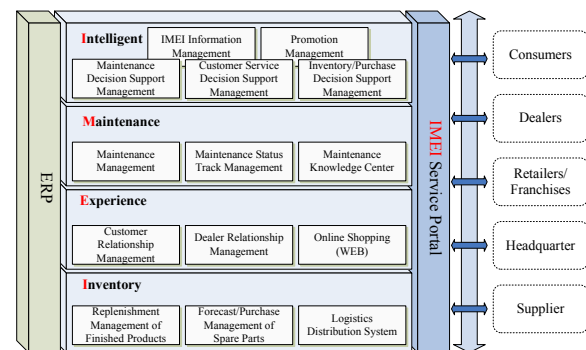 Intelligent
IMEI Information
Management
Promotion
Management
Maintenance
Decision Support
Management
Customer Service
Decision Support
Management
Inventory/Purchase
Decision Support
Management
Maintenance
Maintenance
Management
Maintenance Status
Track Management
Maintenance
Knowledge Center
Experience
Customer
Relationship
Management
Dealer Relationship
Management
Online Shopping
(WEB)
Inventory
Replenishment
Management of
Finished Products
Forecast/Purchase
Management of
Spare Parts
Logistics
Distribution System
ERP
IMEI Service Portal
Consumers
Dealers
Retailers/
Franchises
Headquarter
Supplier